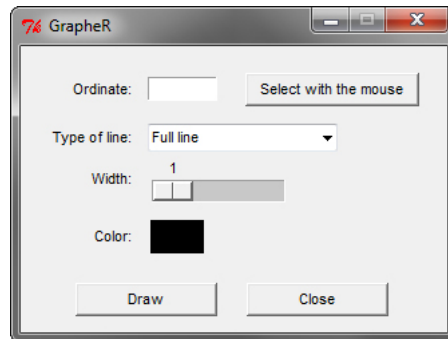 GrapheR
Ordinate:
Select with the mouse
Type of line: Full line
1
Width:
Color:
Draw Close